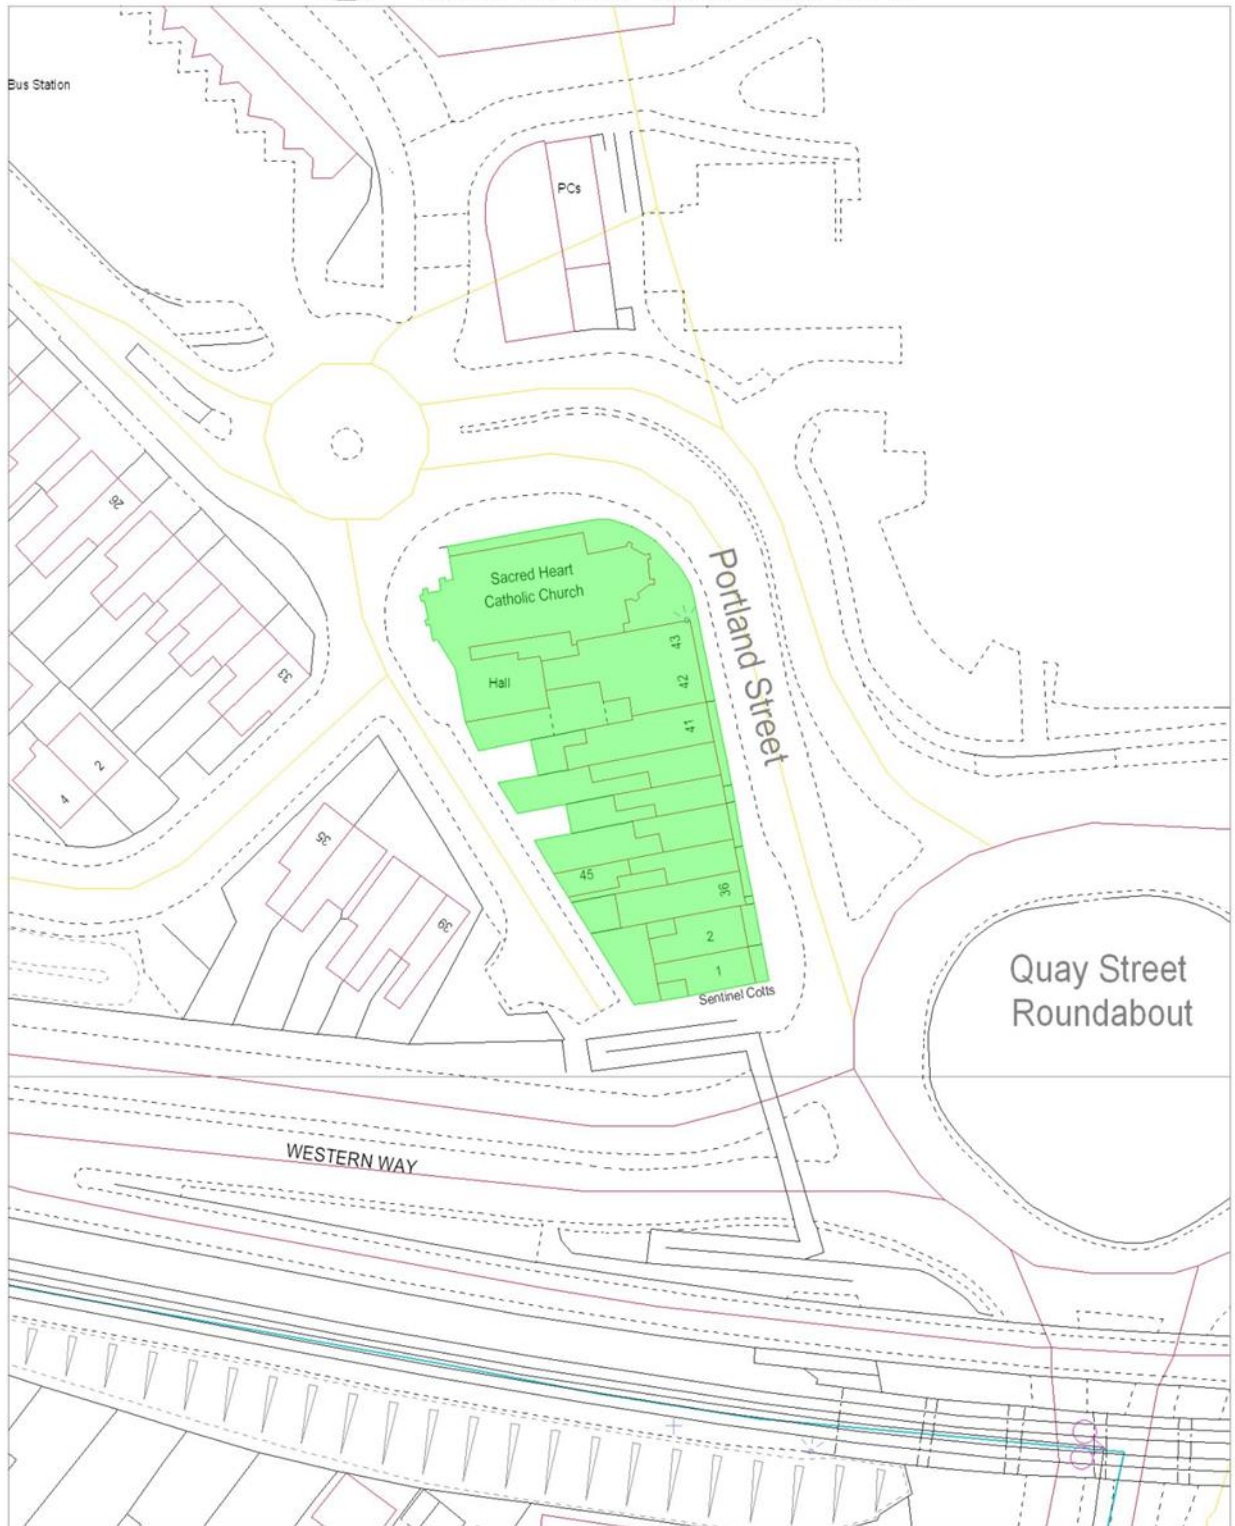 Bus Station
PCs
26
33
2
4
35
39
Sacred Heart
Catholic Church
Hall
43
42
41
Portland Street
45
36
2
1
Sentinel Cotts
Quay Street
Roundabout
WESTERN WAY